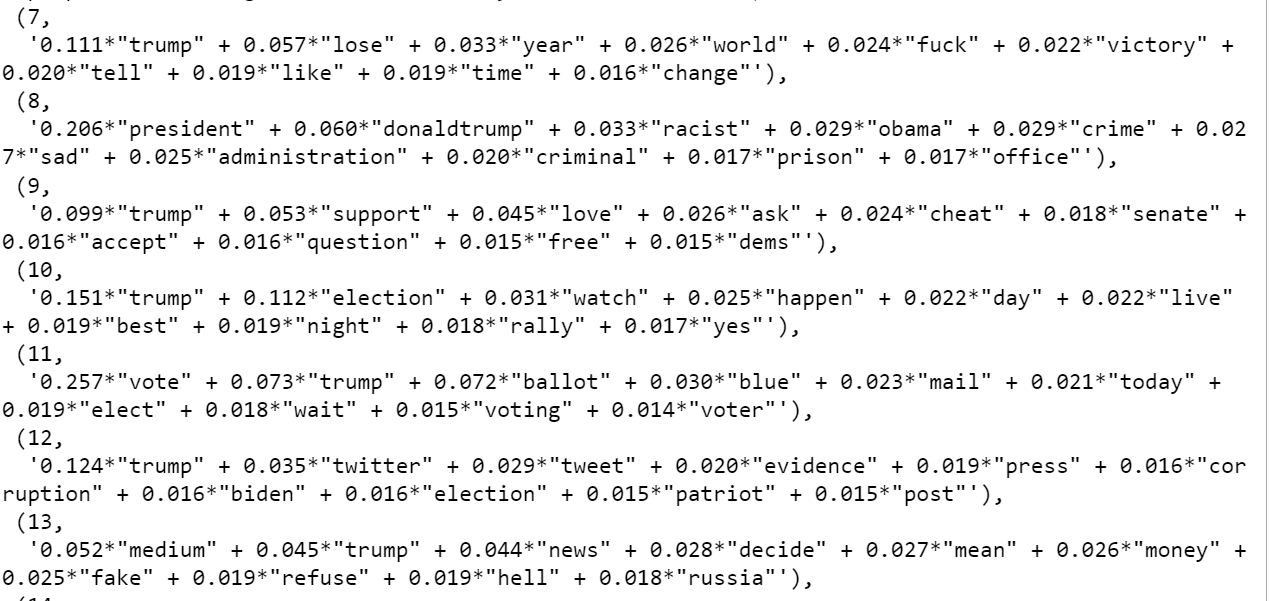 (7,
'0.111*"trump" + 0.057*"lose" + 0.033*"year" + 0.026*"world" + 0.024*"fuck" + 0.022*"victory" +
0.020*"tell" + 0.019*"like" + 0.019*"time" + 0.016*"change"'),
(8,
'0.206*"president" + 0.060*"donaldtrump" + 0.033*"racist" + 0.029*"obama" + 0.029*"crime" + 0.02
7*"sad" + 0.025*"administration" + 0.020*"criminal" + 0.017*"prison" + 0.017*"office"'),
(9,
'0.099*"trump" + 0.053*"support" + 0.045*"love" + 0.026*"ask" + 0.024*"cheat" + 0.018*"senate" +
0.016*"accept" + 0.016*"question" + 0.015*"free" + 0.015*"dems"'),
(10,
'0.151*"trump" + 0.112*"election" + 0.031*"watch" + 0.025*"happen" + 0.022*"day" + 0.022*"live"
+ 0.019*"best" + 0.019*"night" + 0.018*"rally" + 0.017*"yes"'),
(11,
'0.257*"vote" + 0.073*"trump" + 0.072*"ballot" + 0.030*"blue" + 0.023*"mail" + 0.021*"today" +
0.019*"elect" + 0.018*"wait" + 0.015*"voting" + 0.014*"voter"'),
(12,
'0.124*"trump" + 0.035*"twitter" + 0.029*"tweet" + 0.020*"evidence" + 0.019*"press" + 0.016*"cor
ruption" + 0.016*"biden" + 0.016*"election" + 0.015*"patriot" + 0.015*"post"'),
(13,
'0.052*"medium" + 0.045*"trump" + 0.044*"news" + 0.028*"decide" + 0.027*"mean" + 0.026*"money" +
0.025*"fake" + 0.019*"refuse" + 0.019*"hell" + 0.018*"russia"'),